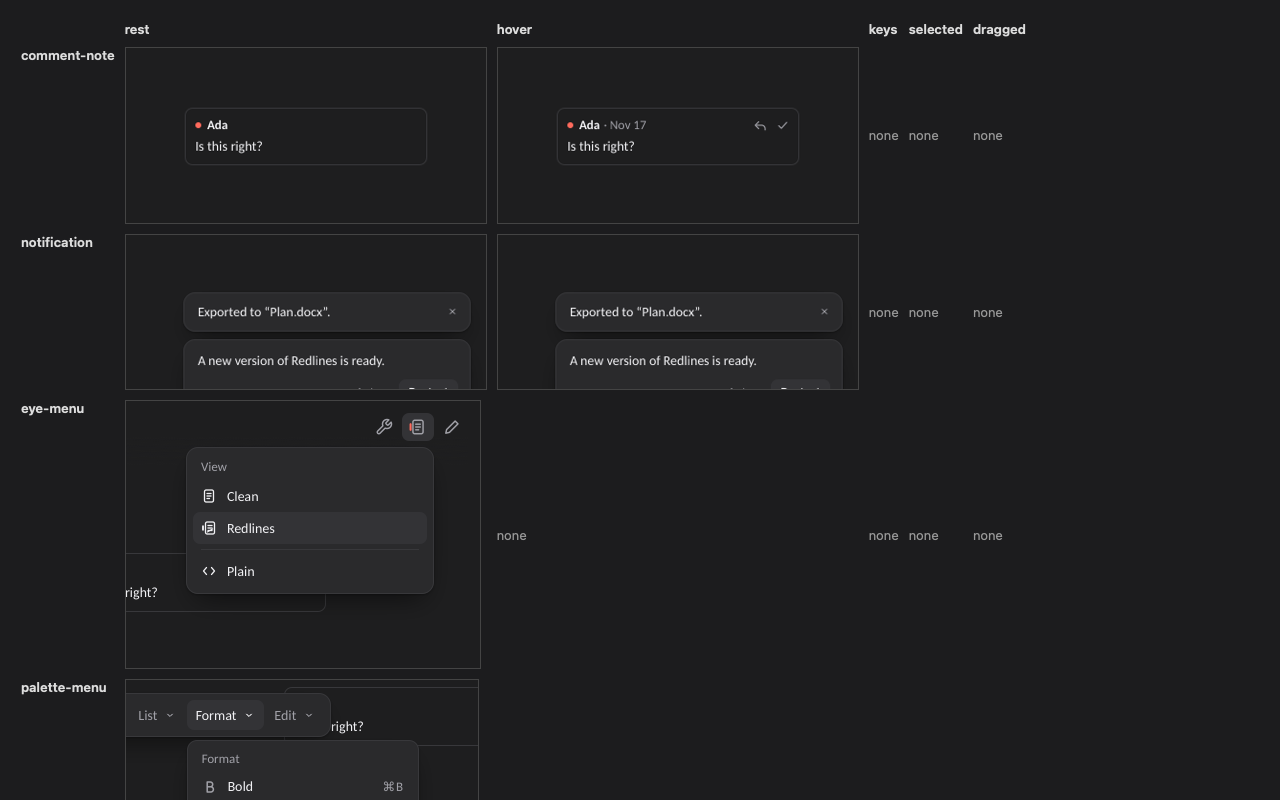 rest hover keys selected dragged
comment-note
Ada
Is this right?
Ada · Nov 17
Is this right?
none none none
notification
Exported to “Plan.docx”. ×
A new version of Redlines is ready.
Exported to “Plan.docx”. ×
A new version of Redlines is ready.
none none none
eye-menu
View
Clean
Redlines
Plain
right?
none none none none
palette-menu
List Format Edit
right?
Format
Bold ⌘B